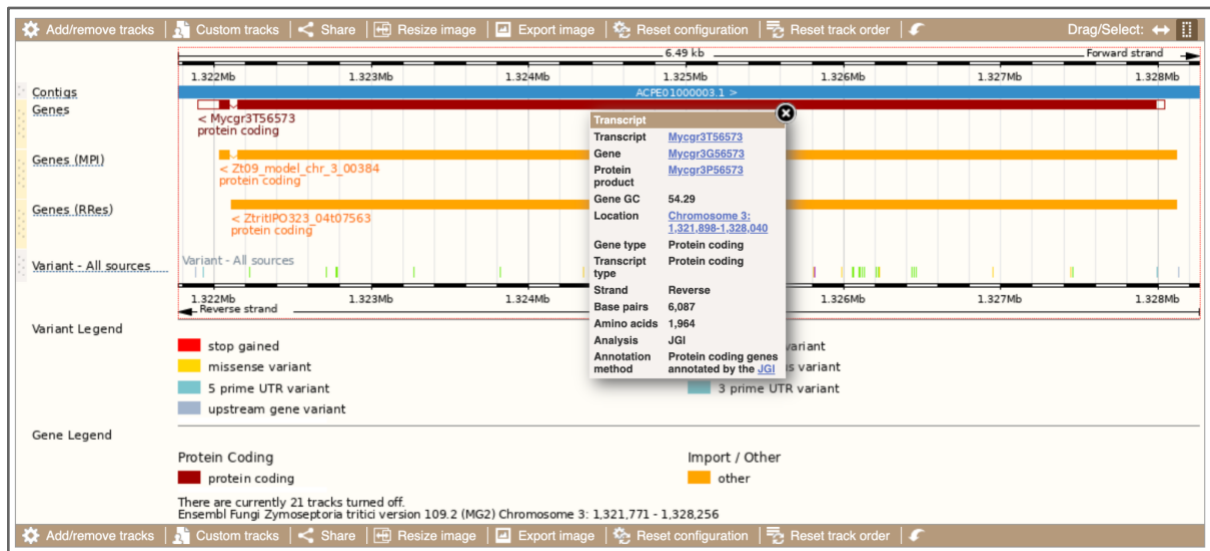 Add/remove tracks Custom tracks Share Resize image Export image Reset configuration Reset track order Drag/Select:
6.49 kb Forward strand
1.322Mb 1.323Mb 1.324Mb 1.325Mb 1.326Mb 1.327Mb 1.328Mb
Contigs ACPE01000003.1 >
Genes
< Mycgr3T56573
protein coding
Genes (MPI)
< Zt09_model_chr_3_00384
protein coding
Genes (RRes)
< ZtritIPO323_04t07563
protein coding
Variant - All sources Variant - All sources
1.322Mb 1.323Mb 1.324Mb 1.326Mb 1.327Mb 1.328Mb
Reverse strand
Transcript
Transcript Mycgr3T56573
Gene Mycgr3G56573
Protein product Mycgr3P56573
Gene GC 54.29
Location Chromosome 3:
1,321,898-1,328,040
Gene type Protein coding
Transcript type Protein coding
Strand Reverse
Base pairs 6,087
Amino acids 1,964
Analysis JGI
Annotation Protein coding genes
method annotated by the JGI
Variant Legend
stop gained variant
missense variant variant
5 prime UTR variant 3 prime UTR variant
upstream gene variant
Gene Legend
Protein Coding Import / Other
protein coding other
There are currently 21 tracks turned off.
Ensembl Fungi Zymoseptoria tritici version 109.2 (MG2) Chromosome 3: 1,321,771 - 1,328,256
Add/remove tracks Custom tracks Share Resize image Export image Reset configuration Reset track order